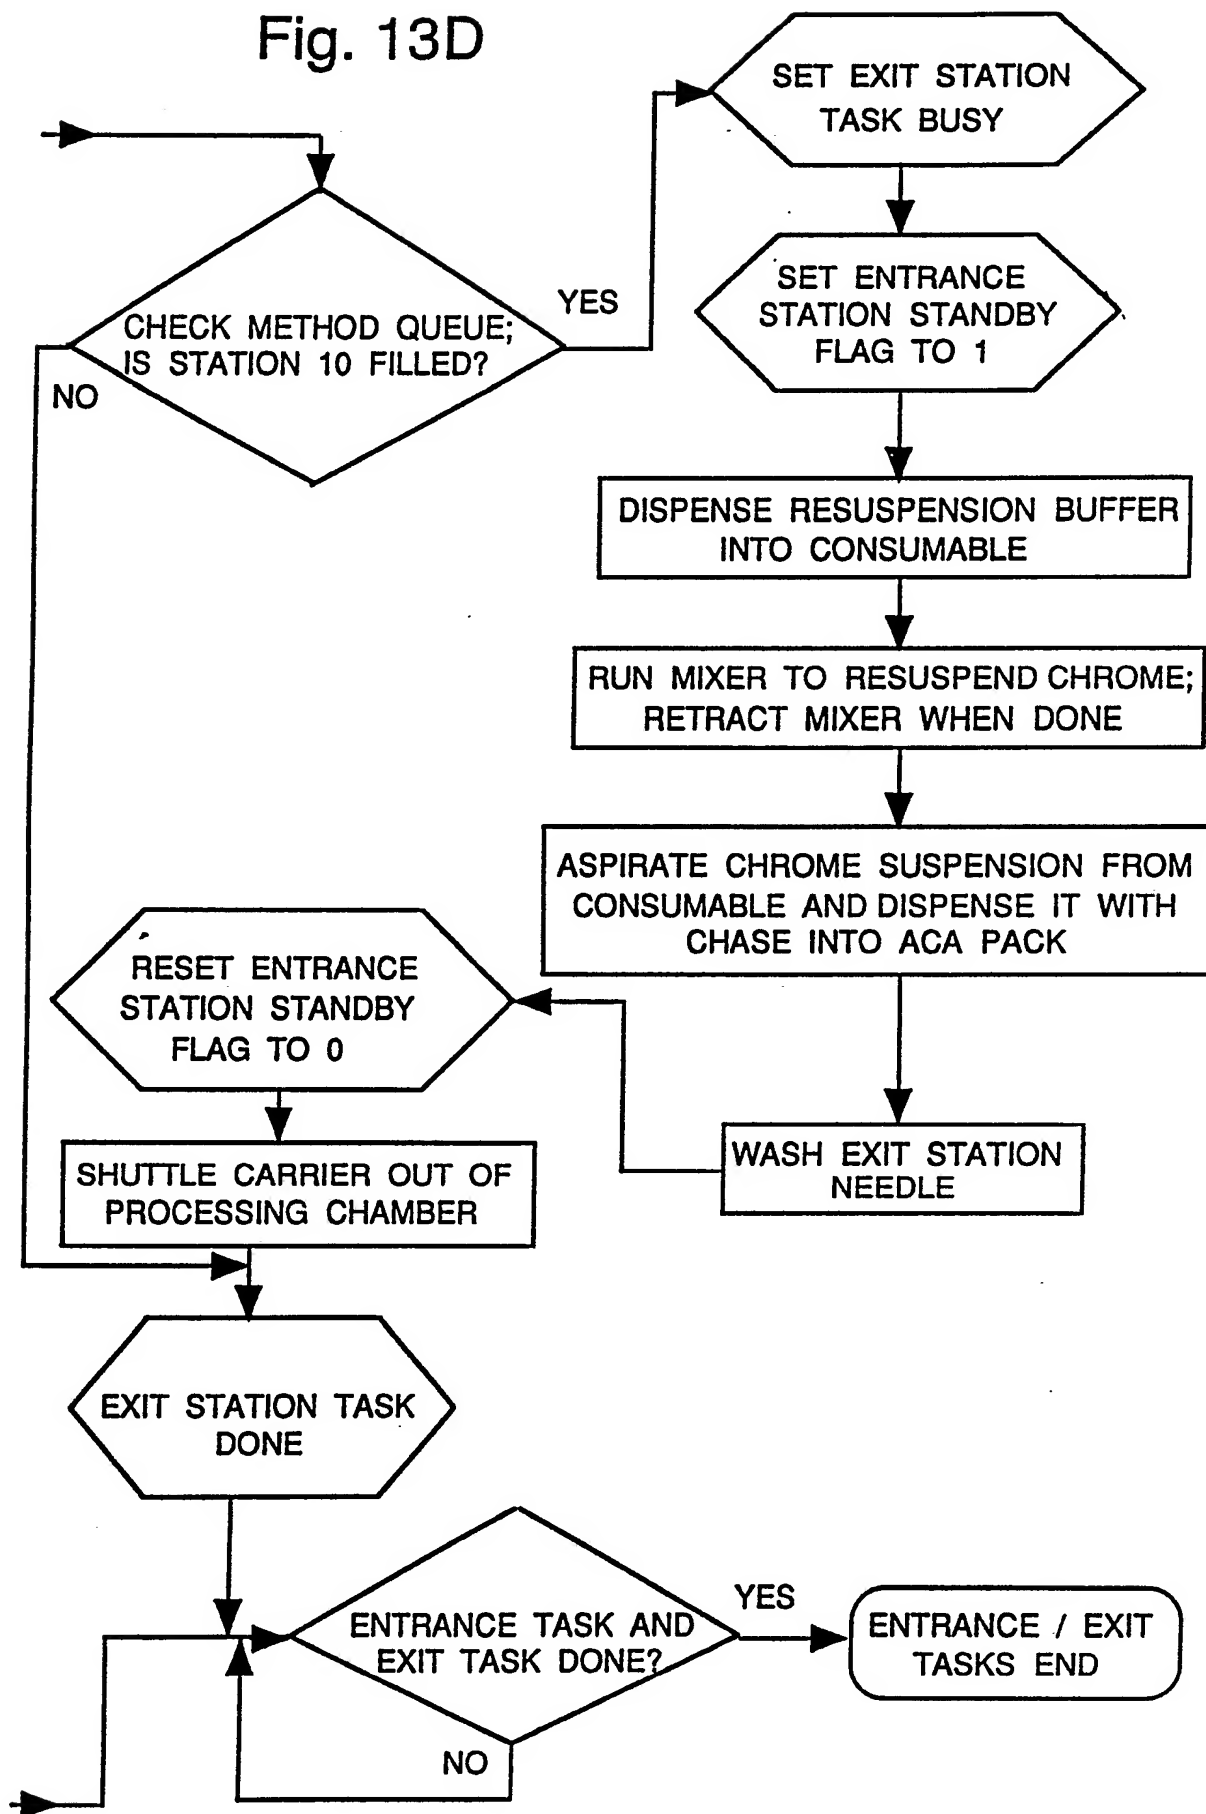 Fig. 13D
SET EXIT STATION
TASK BUSY
SET ENTRANCE
STATION STANDBY
FLAG TO 1
YES
CHECK METHOD QUEUE;
IS STATION 10 FILLED?
NO
DISPENSE RESUSPENSION BUFFER
INTO CONSUMABLE
RUN MIXER TO RESUSPEND CHROME;
RETRACT MIXER WHEN DONE
ASPIRATE CHROME SUSPENSION FROM
CONSUMABLE AND DISPENSE IT WITH
CHASE INTO ACA PACK
WASH EXIT STATION
NEEDLE
RESET ENTRANCE
STATION STANDBY
FLAG TO 0
SHUTTLE CARRIER OUT OF
PROCESSING CHAMBER
EXIT STATION TASK
DONE
ENTRANCE TASK AND
EXIT TASK DONE?
YES
NO
ENTRANCE / EXIT
TASKS END